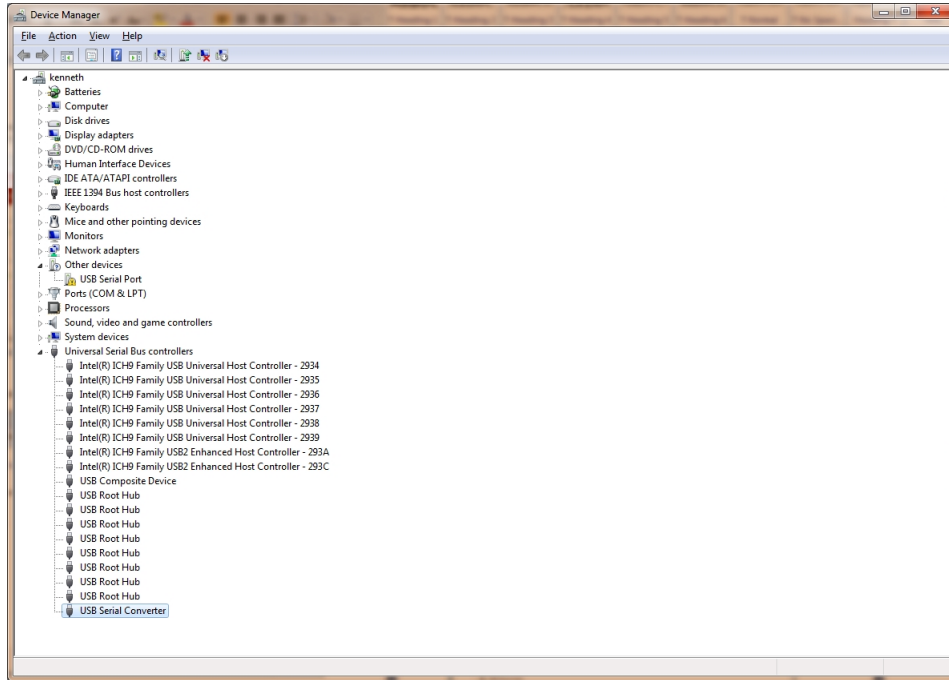 Device Manager
File Action View Help
kenneth
Batteries
Computer
Disk drives
Display adapters
DVD/CD-ROM drives
Human Interface Devices
IDE ATA/ATAPI controllers
IEEE 1394 Bus host controllers
Keyboards
Mice and other pointing devices
Monitors
Network adapters
Other devices
USB Serial Port
Ports (COM & LPT)
Processors
Sound, video and game controllers
System devices
Universal Serial Bus controllers
Intel(R) ICH9 Family USB Universal Host Controller - 2934
Intel(R) ICH9 Family USB Universal Host Controller - 2935
Intel(R) ICH9 Family USB Universal Host Controller - 2936
Intel(R) ICH9 Family USB Universal Host Controller - 2937
Intel(R) ICH9 Family USB Universal Host Controller - 2938
Intel(R) ICH9 Family USB Universal Host Controller - 2939
Intel(R) ICH9 Family USB2 Enhanced Host Controller - 293A
Intel(R) ICH9 Family USB2 Enhanced Host Controller - 293C
USB Composite Device
USB Root Hub
USB Root Hub
USB Root Hub
USB Root Hub
USB Root Hub
USB Root Hub
USB Root Hub
USB Root Hub
USB Serial Converter